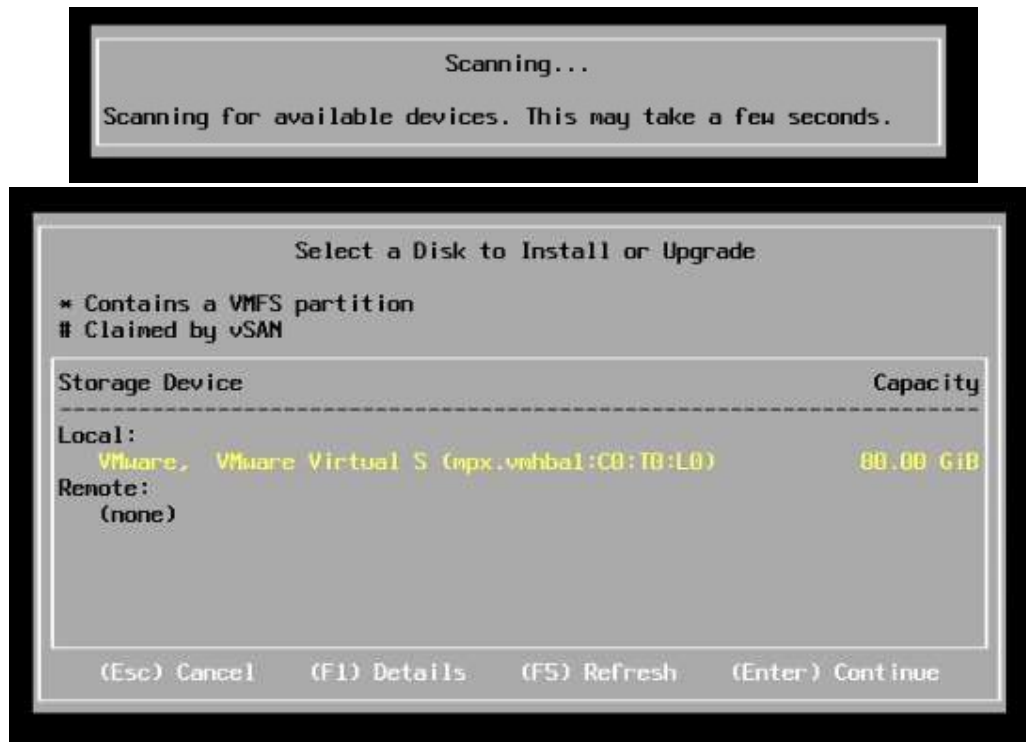 Scanning...
Scanning for available devices. This may take a few seconds.
Select a Disk to Install or Upgrade
* Contains a VMFS partition
# Claimed by vSAN
Storage Device Capacity
Local:
VMware, VMware Virtual S (mpx.vmhba1:C0:T0:L0) 80.00 GiB
Remote:
(none)
(Esc) Cancel (F1) Details (F5) Refresh (Enter) Continue